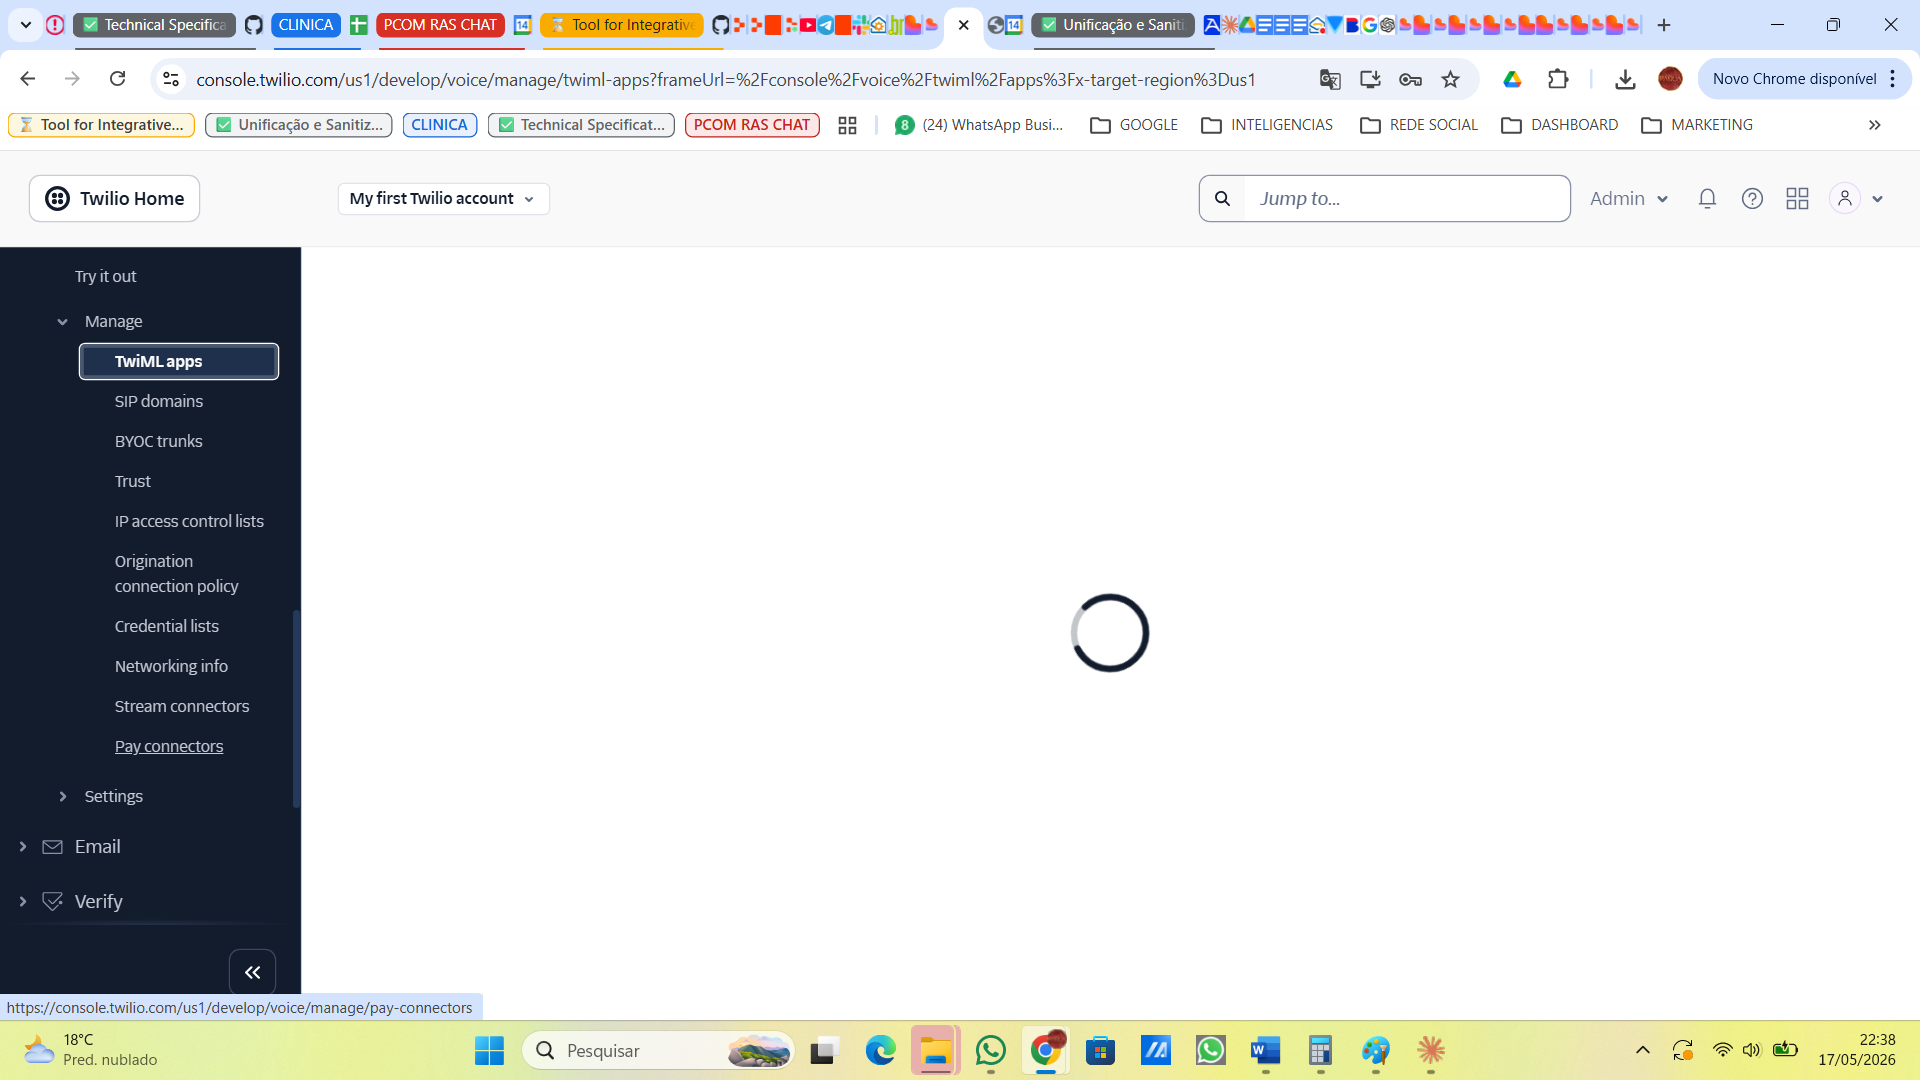 Technical Specifica
CLINICA
PCOM RAS CHAT
14
Tool for Integrative
14
Unificação e Saniti
console.twilio.com/us1/develop/voice/manage/twiml-apps?frameUrl=%2Fconsole%2Fvoice%2Ftwiml%2Fapps%3Fx-target-region%3Dus1
Novo Chrome disponível
Tool for Integrative...
Unificação e Sanitiz...
CLINICA
Technical Specificat...
PCOM RAS CHAT
8
(24) WhatsApp Busi...
GOOGLE
INTELIGENCIAS
REDE SOCIAL
DASHBOARD
MARKETING
Twilio Home
My first Twilio account
Jump to...
Admin
Try it out
Manage
TwiML apps
SIP domains
BYOC trunks
Trust
IP access control lists
Origination
connection policy
Credential lists
Networking info
Stream connectors
Pay connectors
Settings
Email
Verify
https://console.twilio.com/us1/develop/voice/manage/pay-connectors
18°C
Pred. nublado
Pesquisar
22:38
17/05/2026